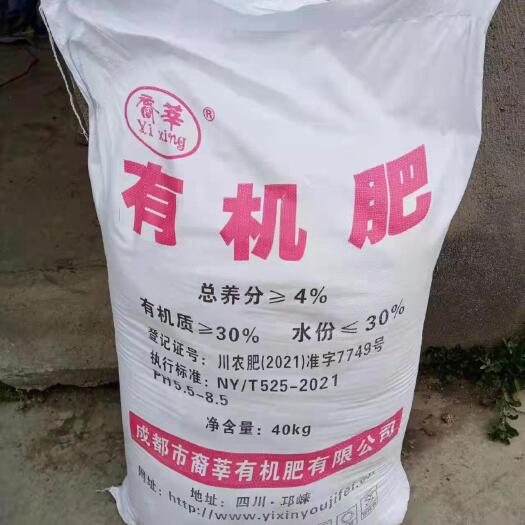 裔莘
Yi xing ®
有机肥
总养分≥4%
有机质≥30% 水份≤30%
登记证号：川农肥(2021)准字7749号
执行标准：NY/T525-2021
PH5.5-8.5
净含量：40kg
成都市裔莘有机肥有限公司
地址：四川·邛崃
网址：http://www.yixinyoujifei